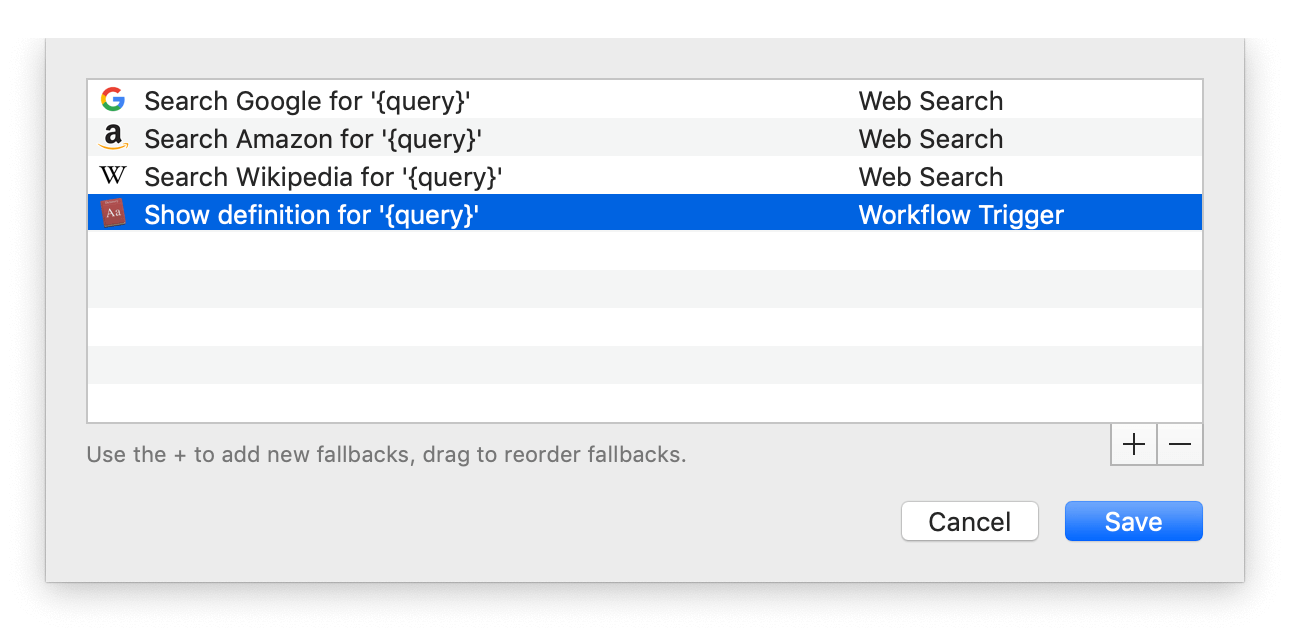 Search Google for '{query}' Web Search
Search Amazon for '{query}' Web Search
Search Wikipedia for '{query}' Web Search
Aa Show definition for '{query}' Workflow Trigger
Use the + to add new fallbacks, drag to reorder fallbacks.
Cancel Save